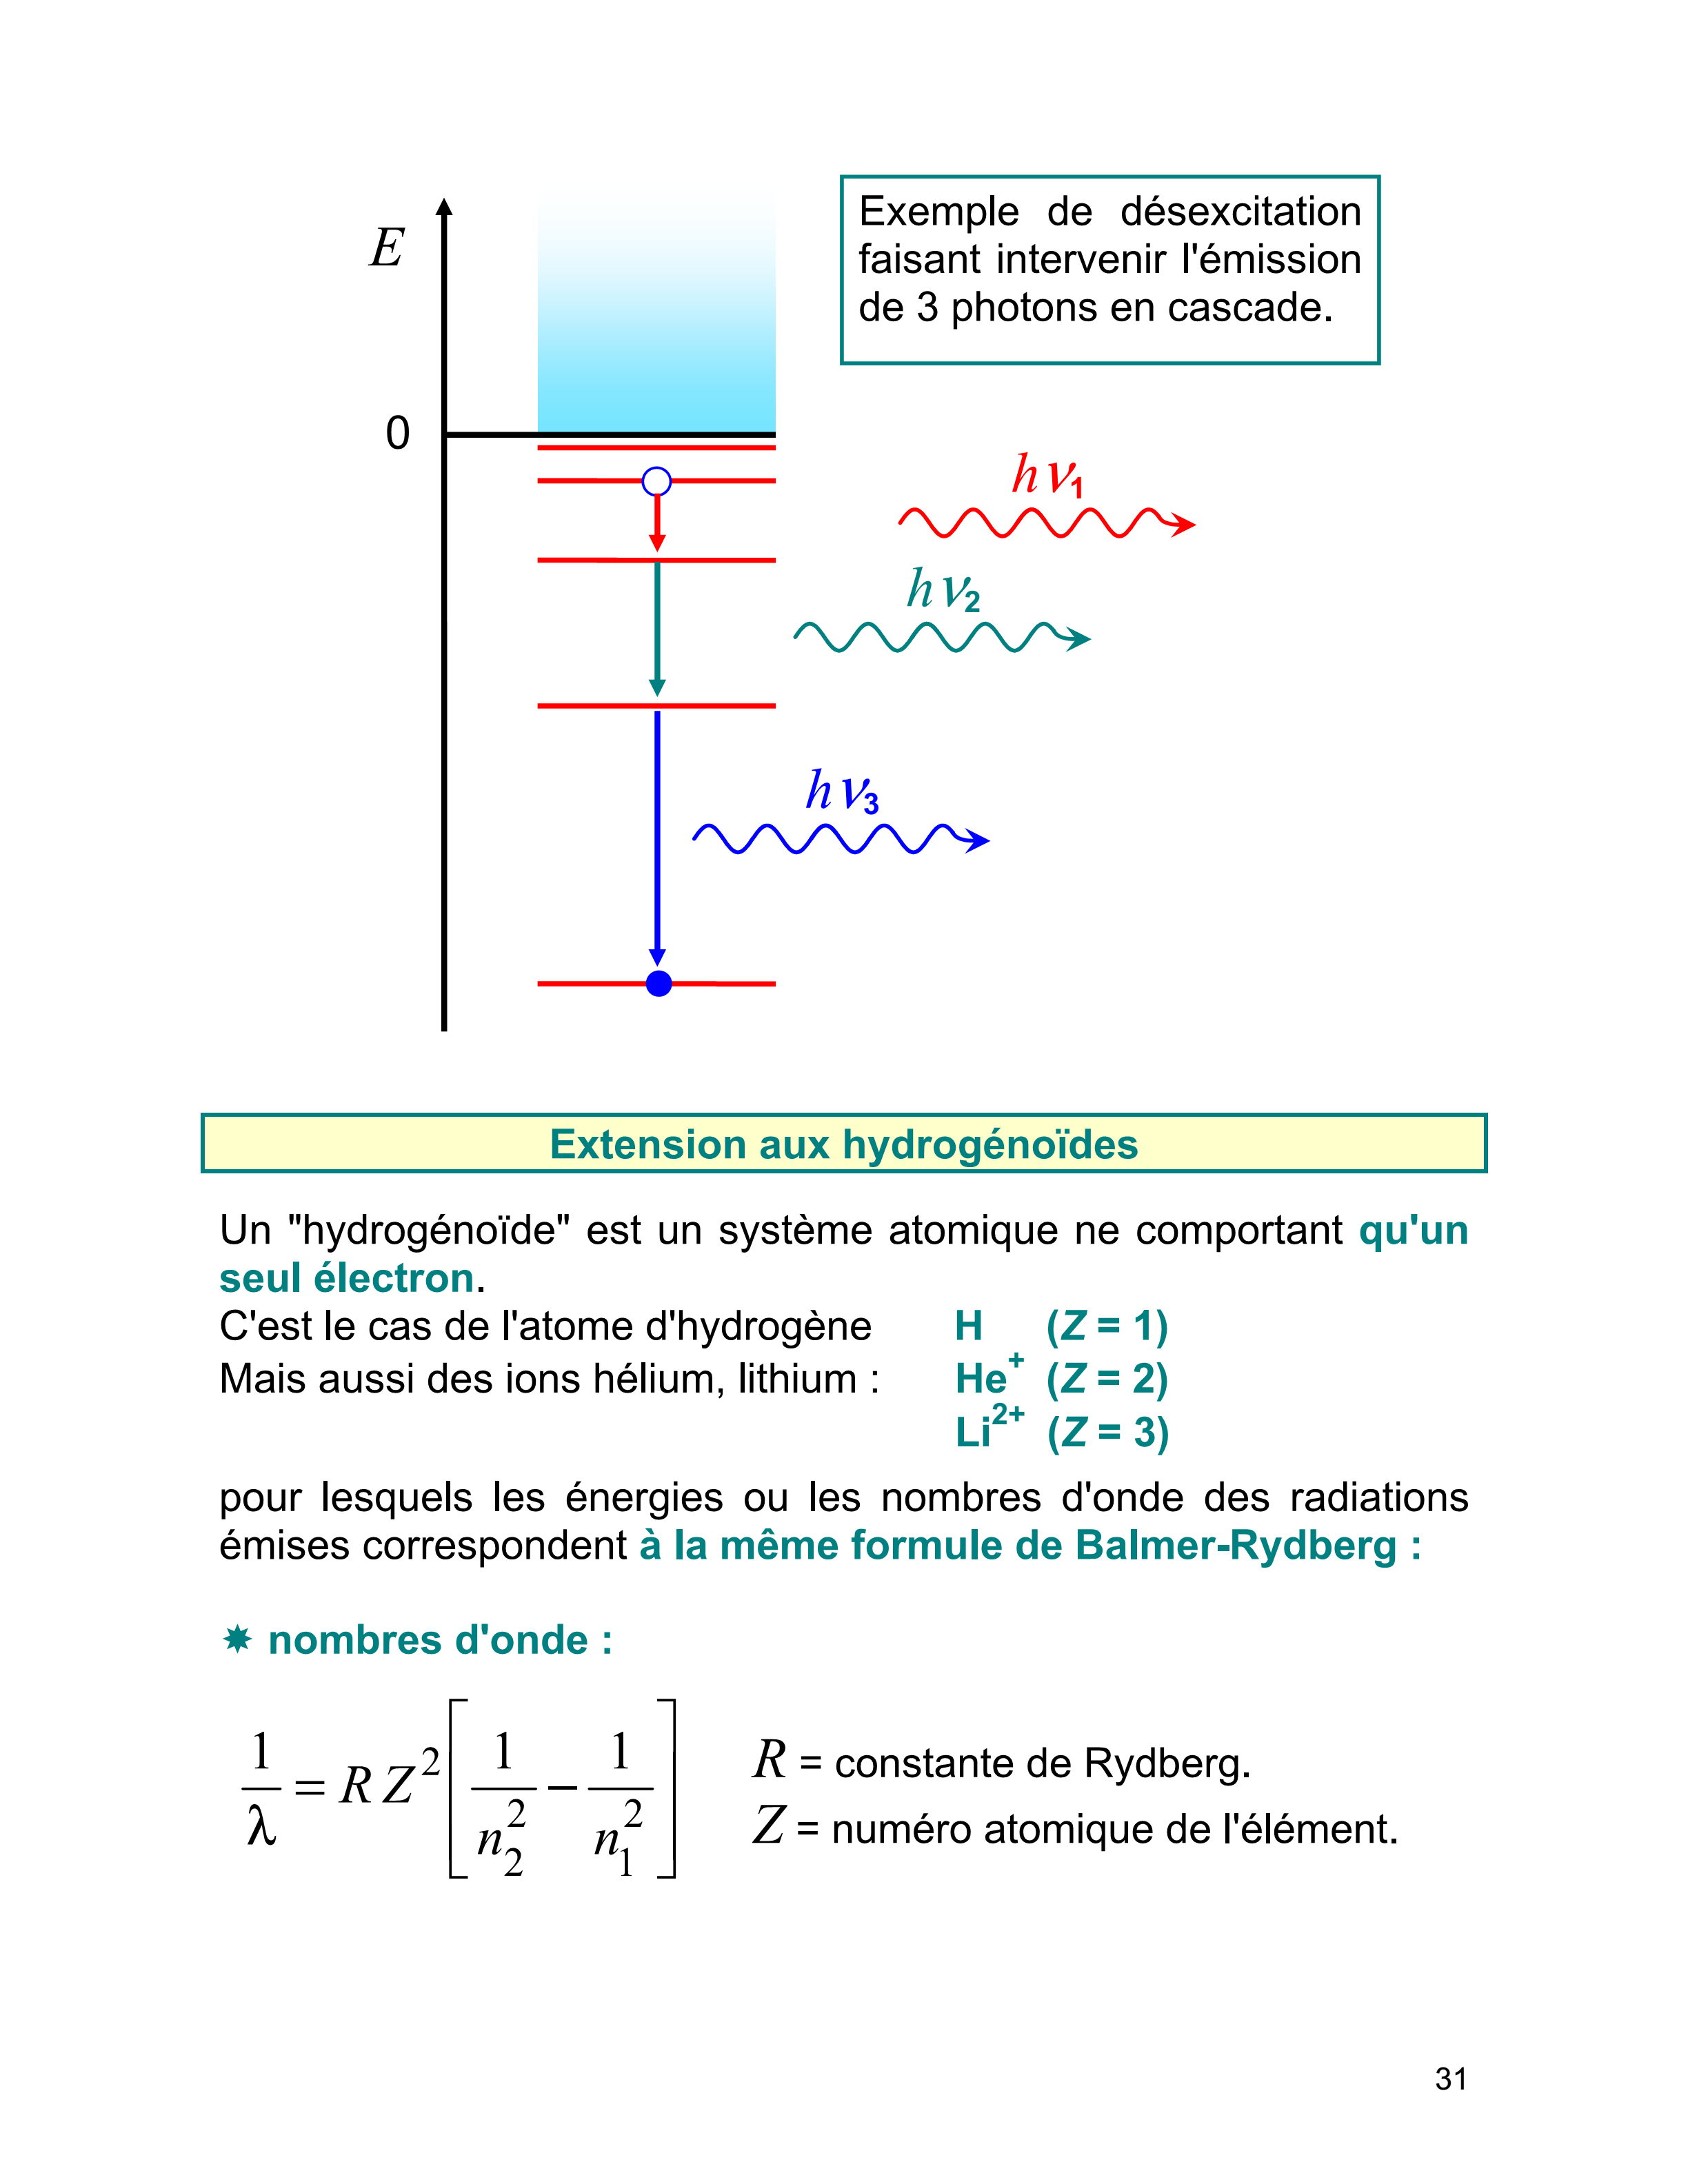 E
Exemple de désexcitation
faisant intervenir l'émission
de 3 photons en cascade.
0
hν1
hν2
hν3
Extension aux hydrogénoïdes
Un "hydrogénoïde" est un système atomique ne comportant qu'un
seul électron.
C'est le cas de l'atome d'hydrogène H (Z = 1)
Mais aussi des ions hélium, lithium : He⁺ (Z = 2)
Li²⁺ (Z = 3)
pour lesquels les énergies ou les nombres d'onde des radiations
émises correspondent à la même formule de Balmer-Rydberg :
✸ nombres d'onde :
1/λ = R Z² [1/n₂² − 1/n₁²]
R = constante de Rydberg.
Z = numéro atomique de l'élément.
31